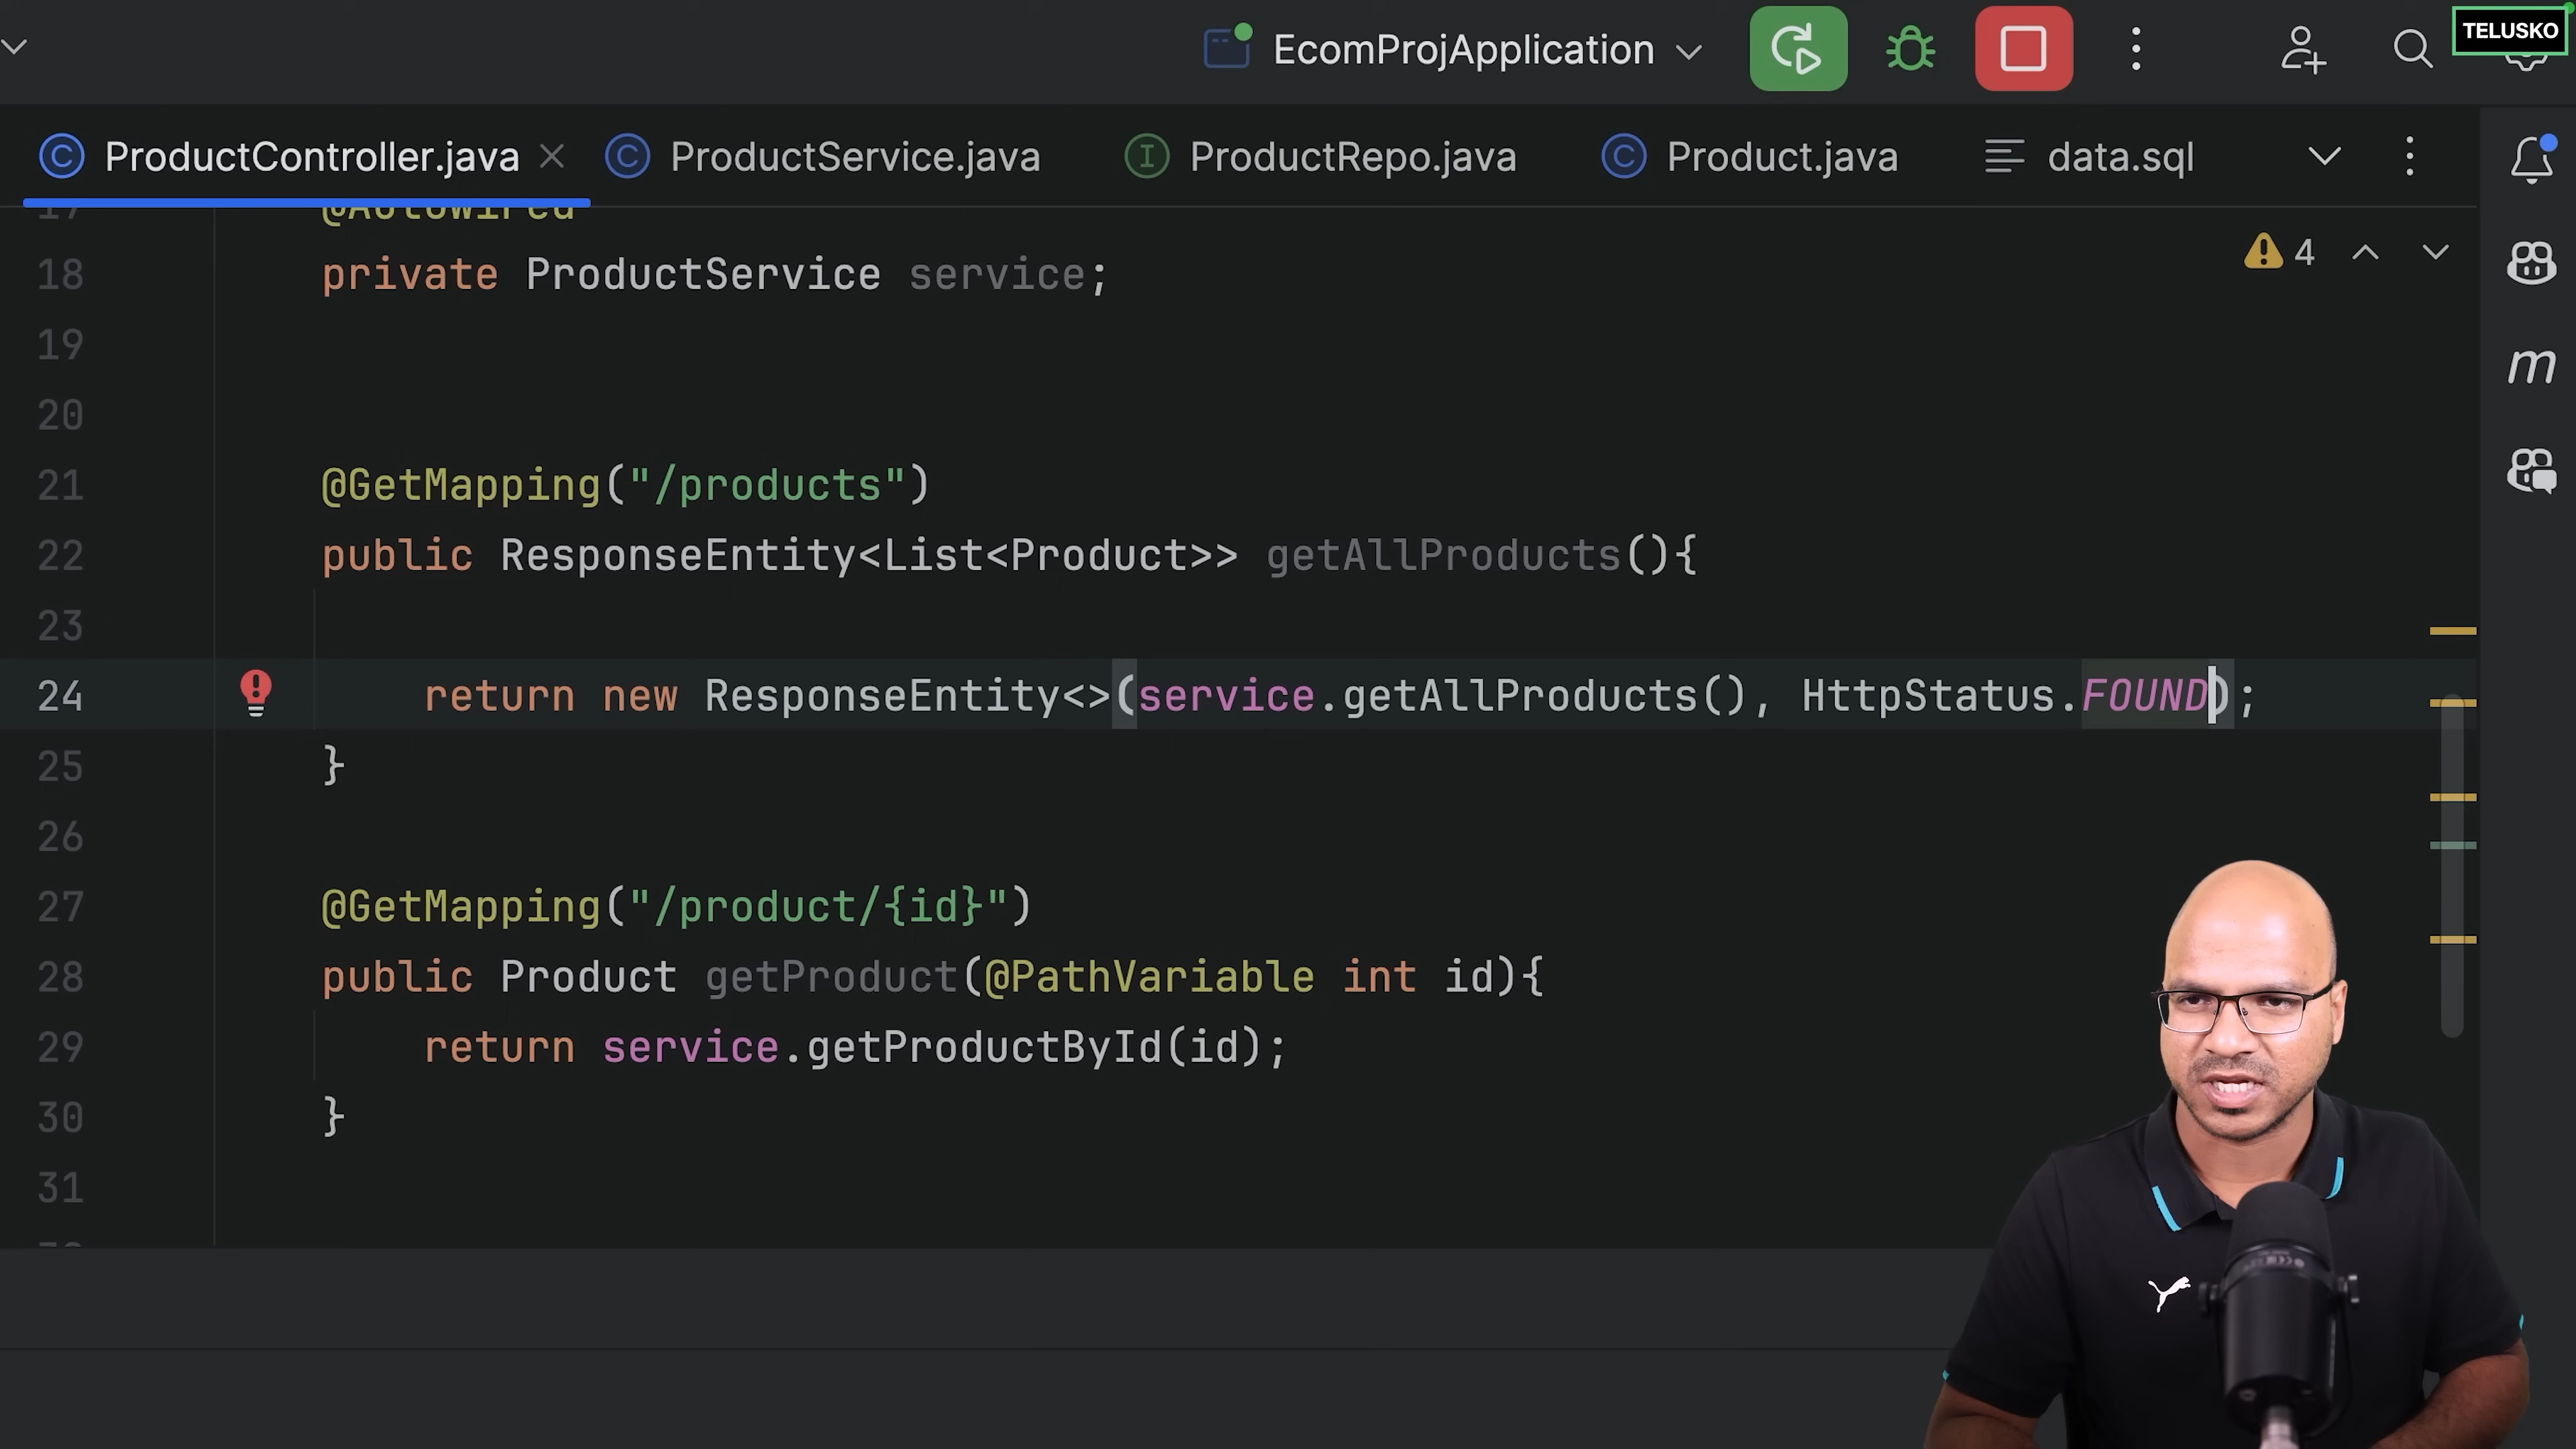 EcomProjApplication
TELUSKO
ProductController.java
ProductService.java
ProductRepo.java
Product.java
data.sql
17 @Autowired
18 private ProductService service;
4
19
20
21 @GetMapping("/products")
22 public ResponseEntity<List<Product>> getAllProducts(){
23
24 return new ResponseEntity<>(service.getAllProducts(), HttpStatus.FOUND);
25 }
26
27 @GetMapping("/product/{id}")
28 public Product getProduct(@PathVariable int id){
29 return service.getProductById(id);
30 }
31
m